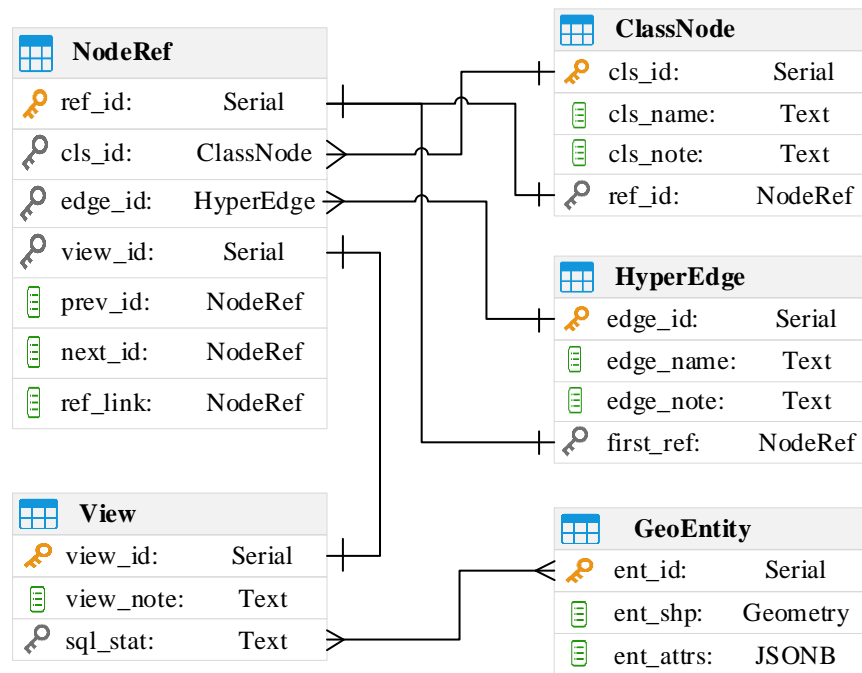 NodeRef
ref_id: Serial
cls_id: ClassNode
edge_id: HyperEdge
view_id: Serial
prev_id: NodeRef
next_id: NodeRef
ref_link: NodeRef
ClassNode
cls_id: Serial
cls_name: Text
cls_note: Text
ref_id: NodeRef
HyperEdge
edge_id: Serial
edge_name: Text
edge_note: Text
first_ref: NodeRef
View
view_id: Serial
view_note: Text
sql_stat: Text
GeoEntity
ent_id: Serial
ent_shp: Geometry
ent_attrs: JSONB